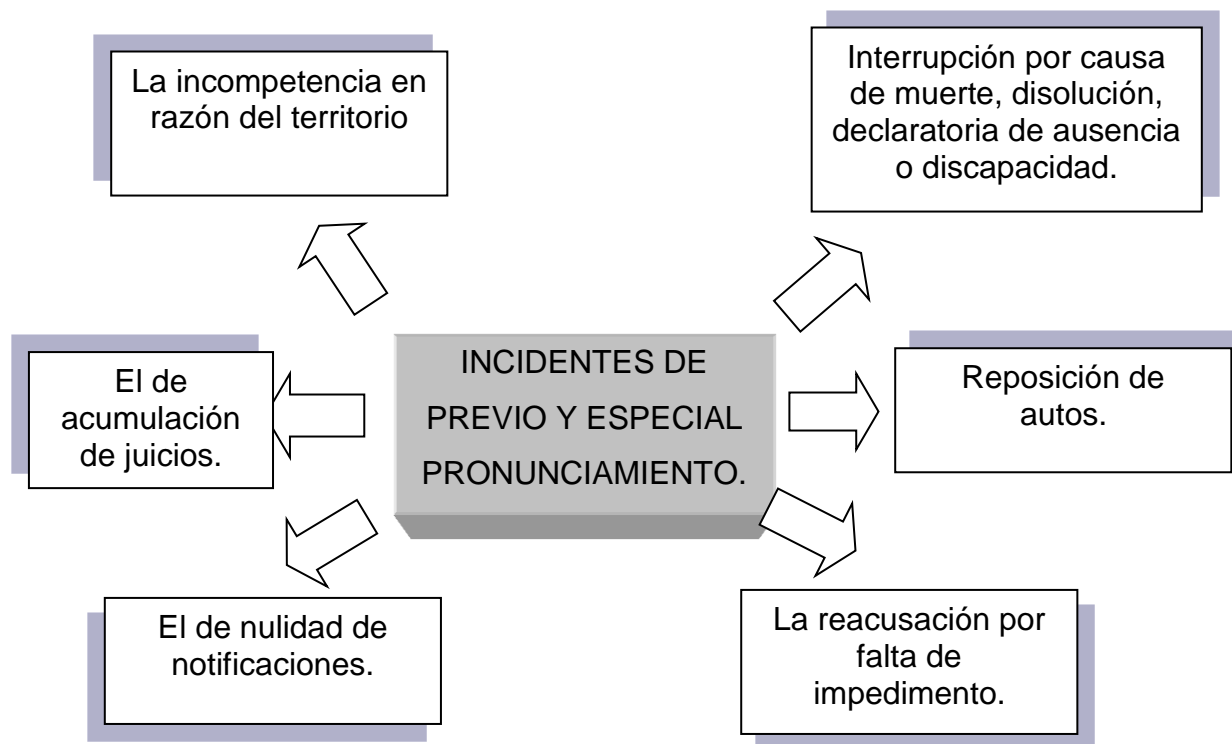 La incompetencia en
razón del territorio
Interrupción por causa
de muerte, disolución,
declaratoria de ausencia
o discapacidad.
El de
acumulación
de juicios.
INCIDENTES DE
PREVIO Y ESPECIAL
PRONUNCIAMIENTO.
Reposición de
autos.
El de nulidad de
notificaciones.
La reacusación por
falta de
impedimento.